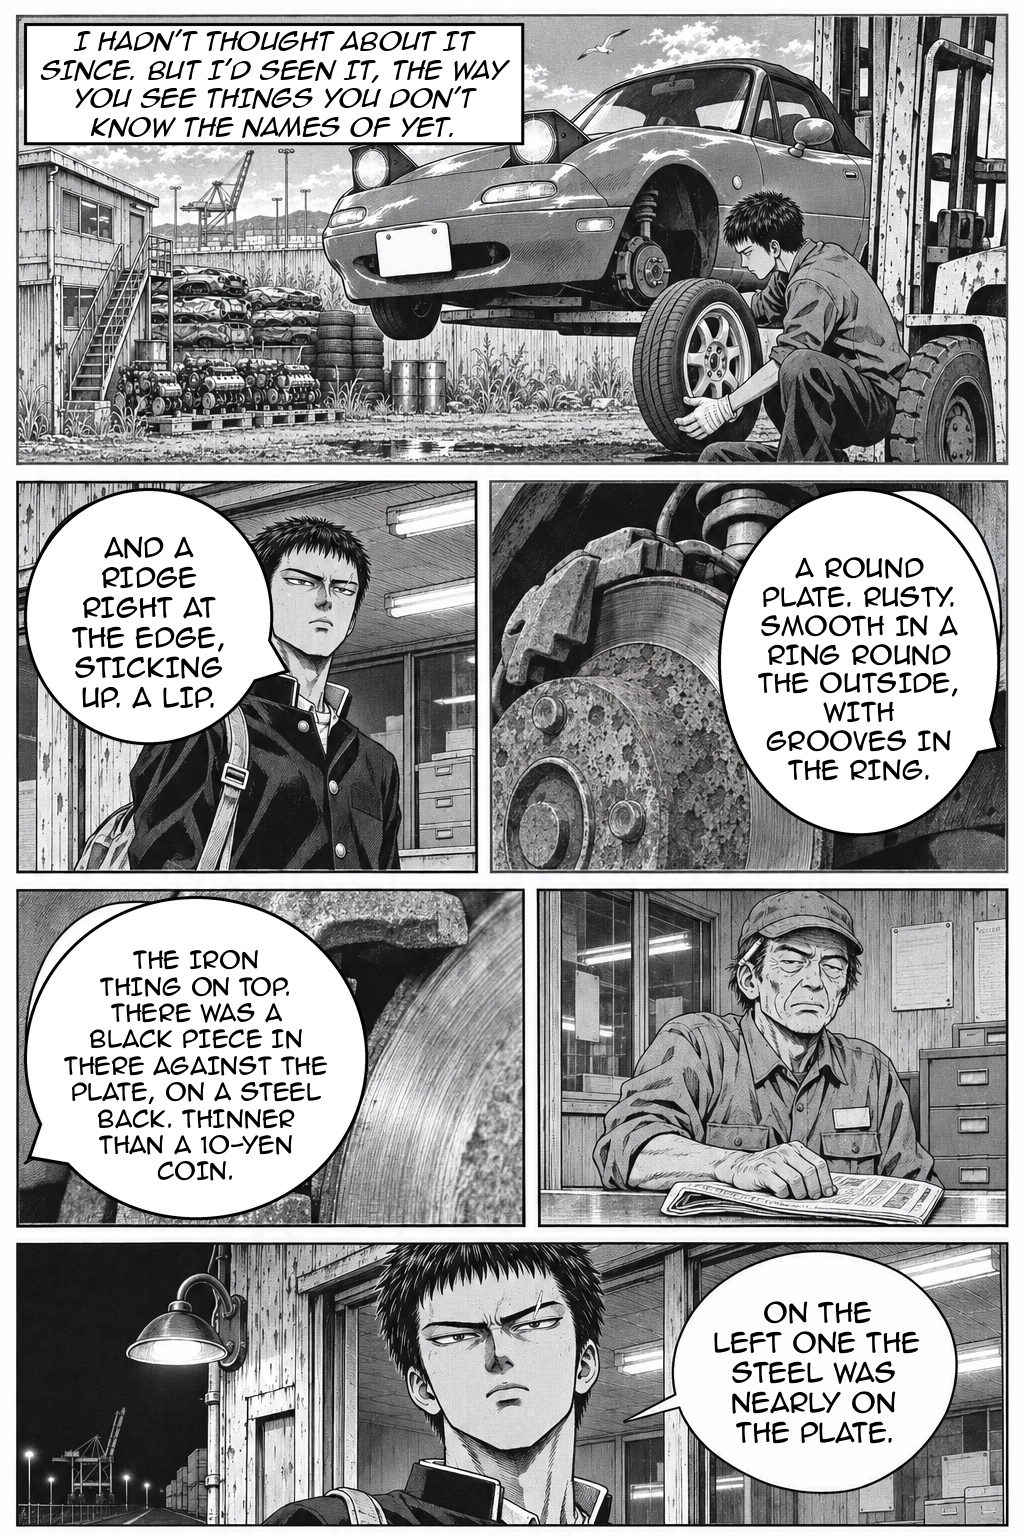 I HADN'T THOUGHT ABOUT IT
SINCE. BUT I'D SEEN IT, THE WAY
YOU SEE THINGS YOU DON'T
KNOW THE NAMES OF YET.
A ROUND
PLATE. RUSTY.
SMOOTH IN A
RING ROUND
THE OUTSIDE,
WITH
GROOVES IN
THE RING.
AND A
RIDGE
RIGHT AT
THE EDGE,
STICKING
UP. A LIP.
THE IRON
THING ON TOP.
THERE WAS A
BLACK PIECE IN
THERE AGAINST THE
PLATE, ON A STEEL
BACK. THINNER
THAN A 10-YEN
COIN.
ON THE
LEFT ONE THE
STEEL WAS
NEARLY ON
THE PLATE.